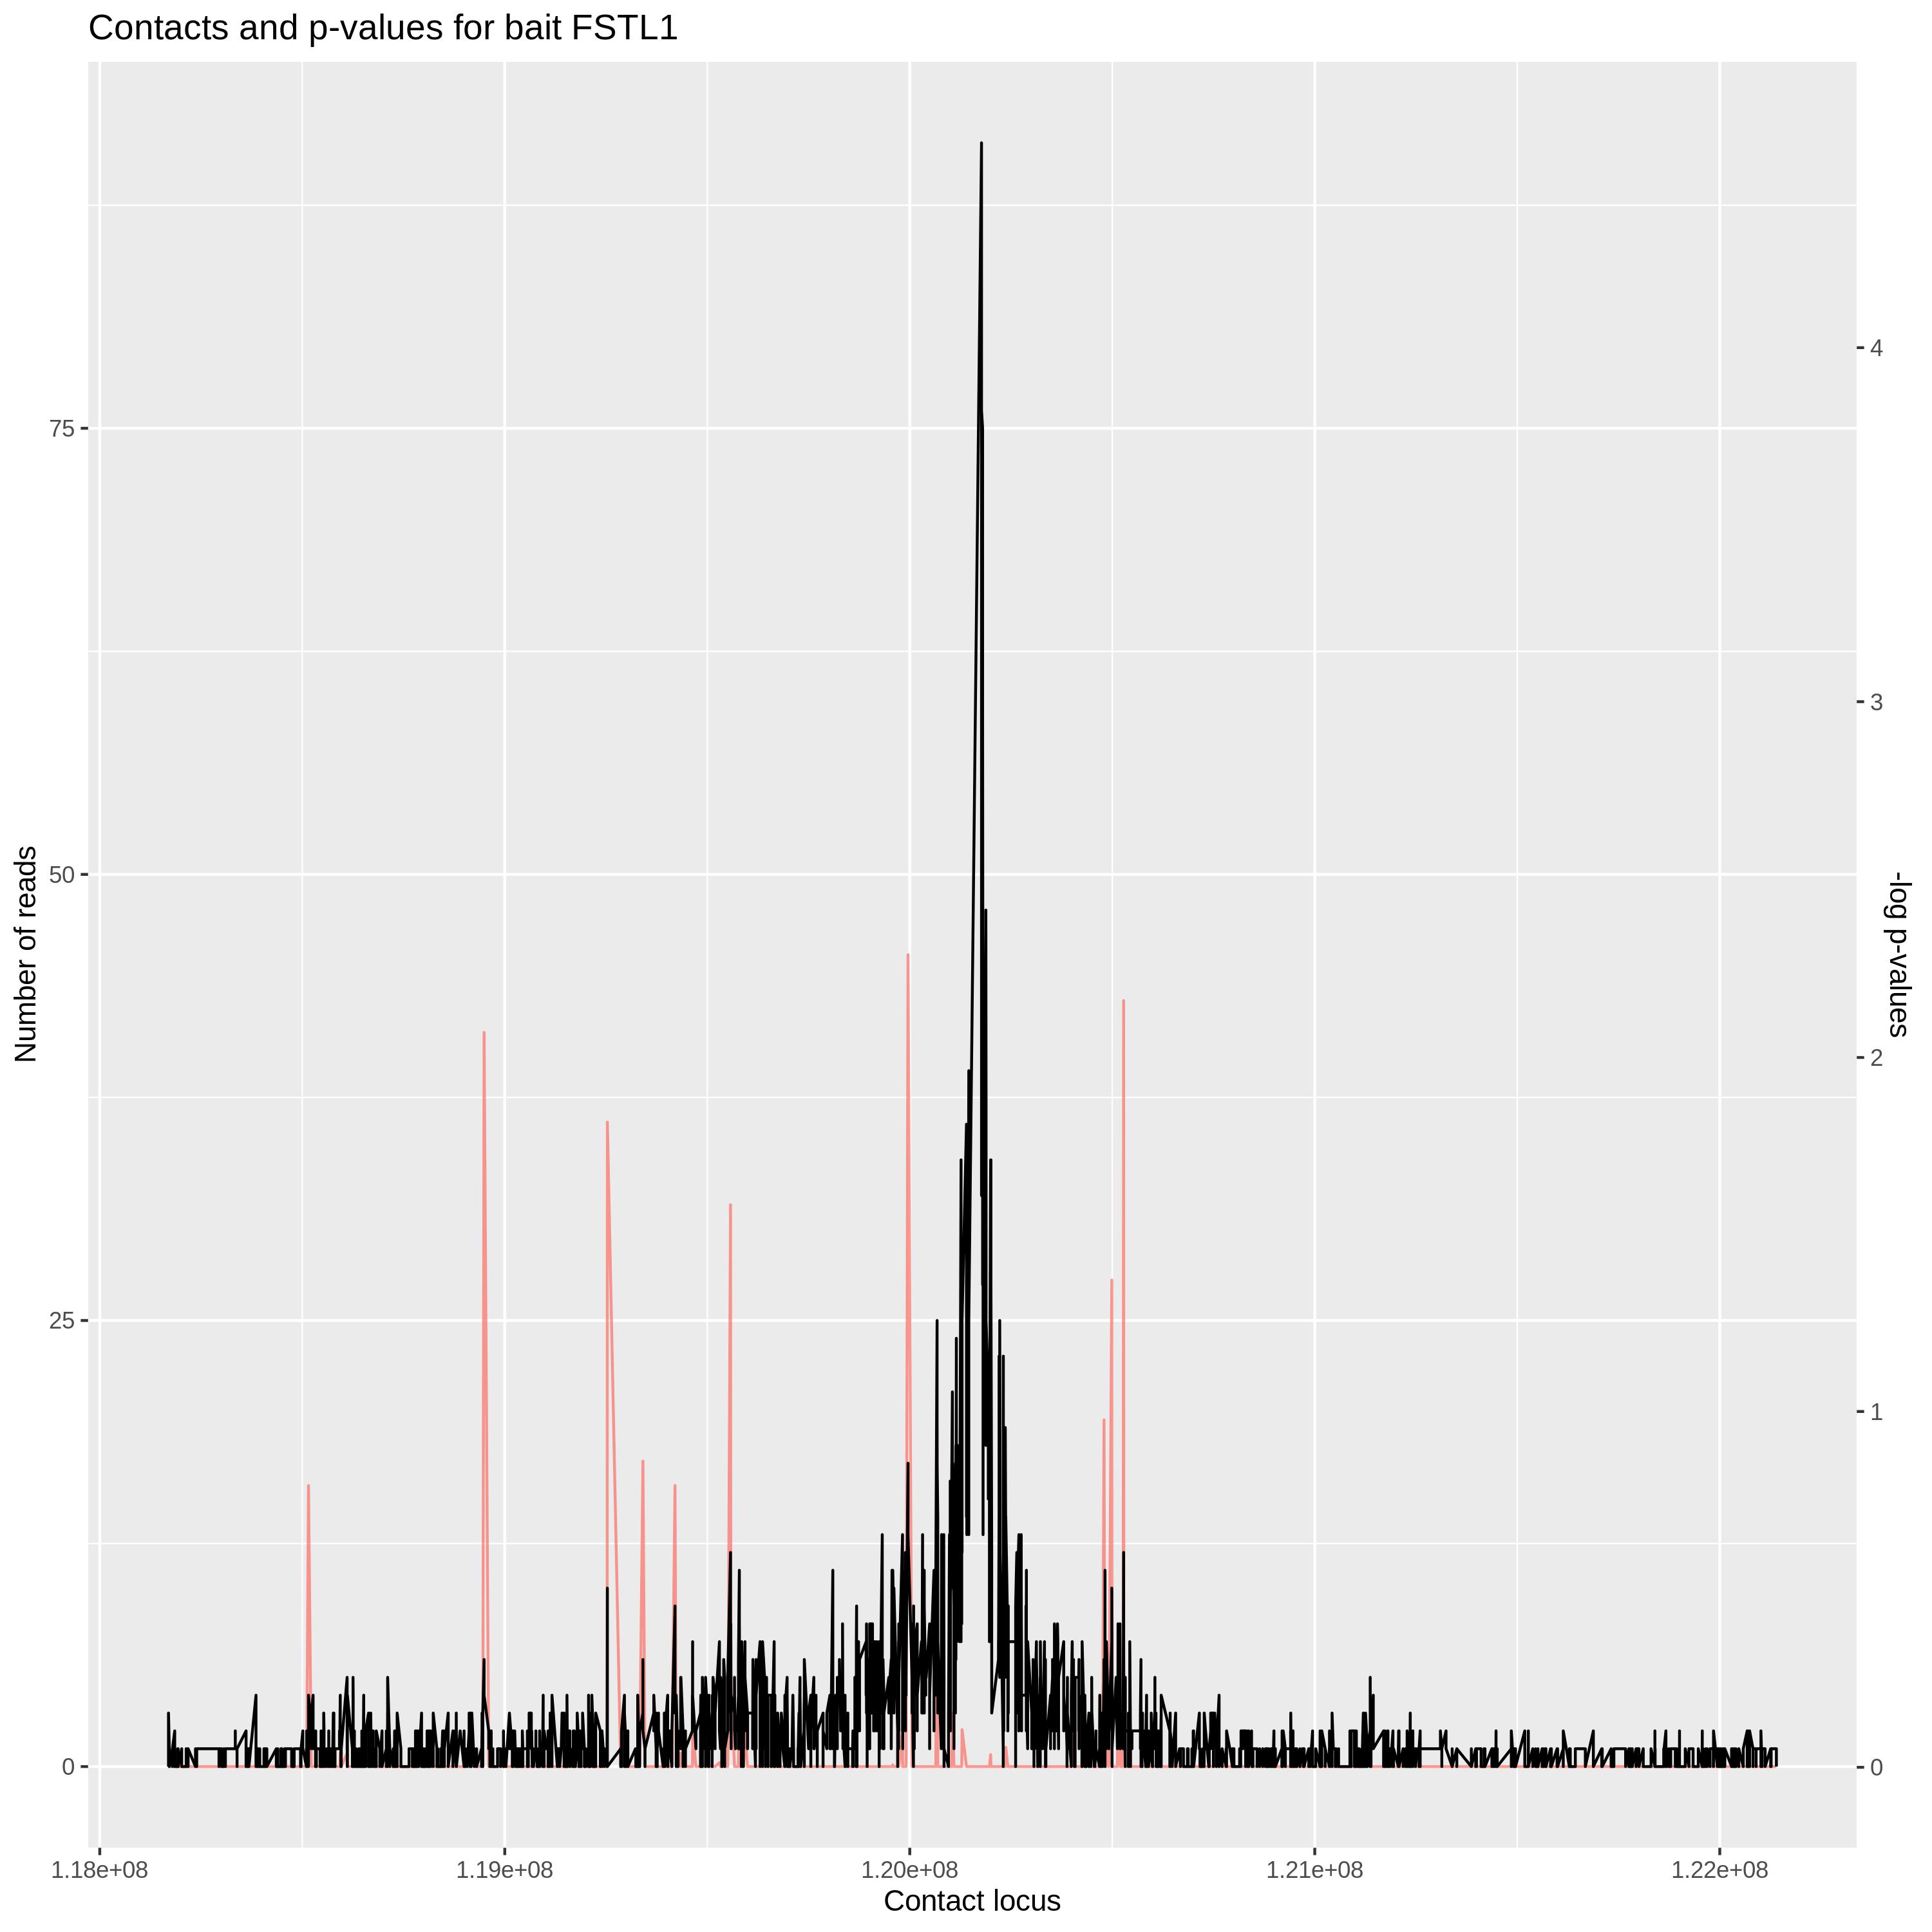 Contacts and p-values for bait FSTL1
75
50
25
0
4
3
2
1
0
Number of reads
-log p-values
1.18e+08 1.19e+08 1.20e+08 1.21e+08 1.22e+08
Contact locus